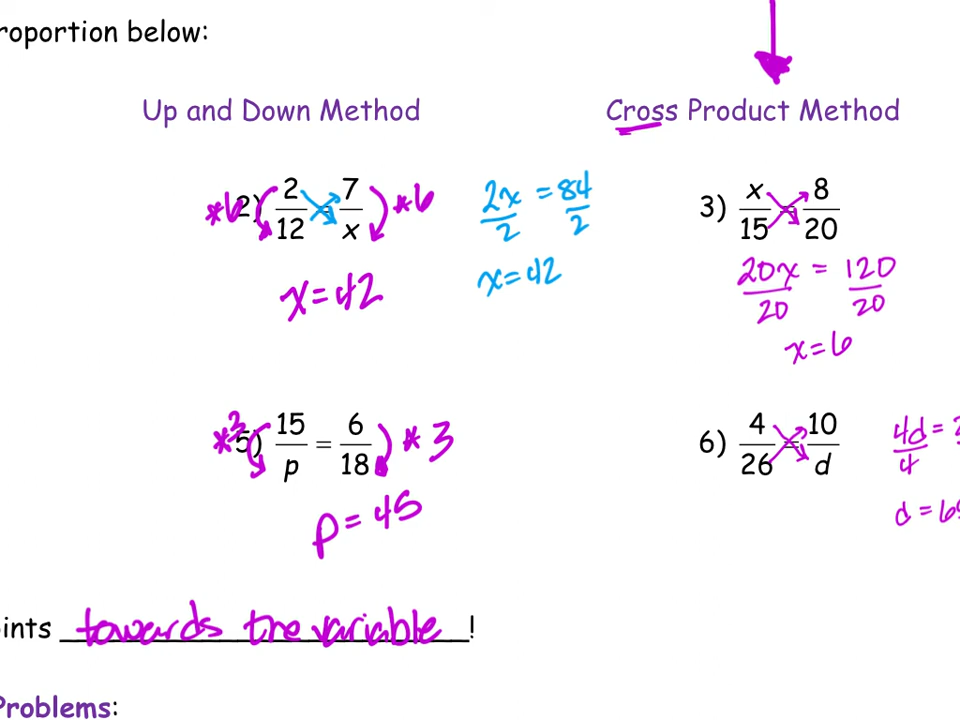 roportion below:
Up and Down Method
Cross Product Method
*6 2) 2/12 = 7/x *6
2x/2 = 84/2
x=42
x=42
3) x/15 = 8/20
20x/20 = 120/20
x=6
*3 5) 15/p = 6/18 * 3
p=45
6) 4/26 = 10/d
4d/4 =
d = 6
oints towards the variable!
Problems: